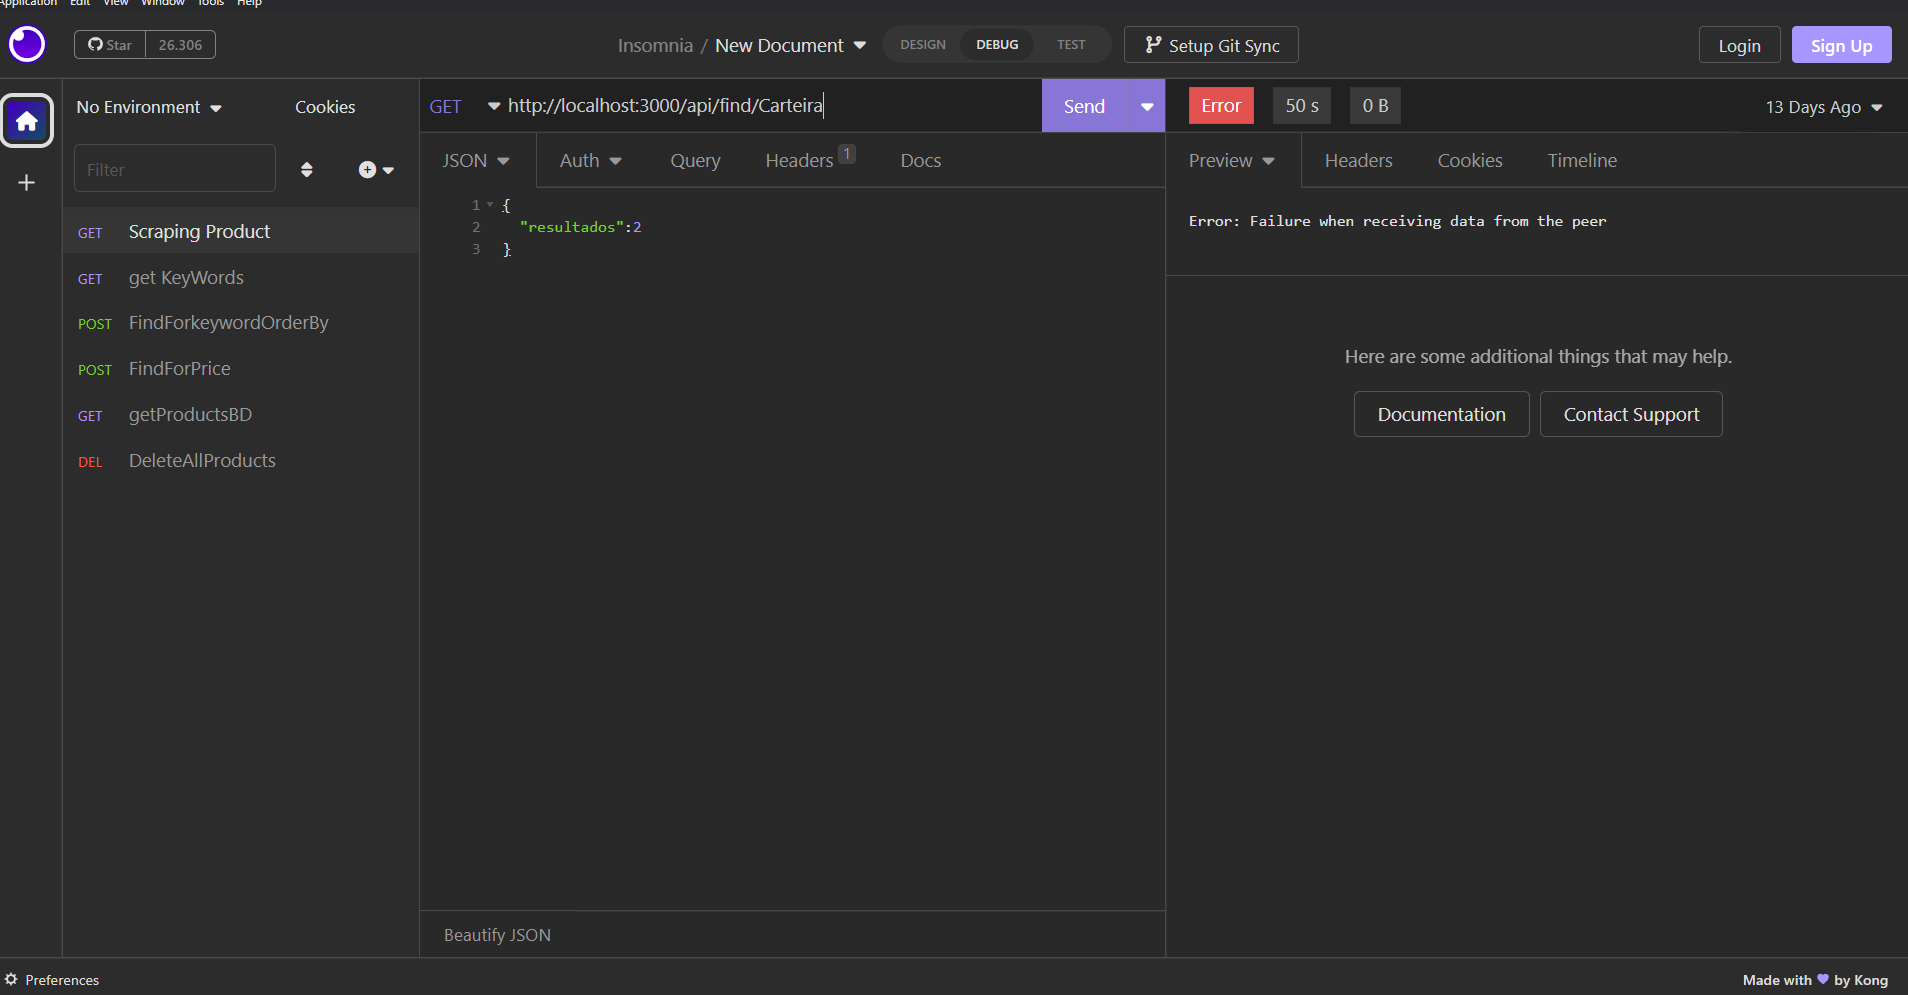 Application Edit View Window Tools Help
Star 26.306
Insomnia / New Document
DESIGN DEBUG TEST
Setup Git Sync
Login
Sign Up
No Environment
Cookies
Filter
GET Scraping Product
GET get KeyWords
POST FindForkeywordOrderBy
POST FindForPrice
GET getProductsBD
DEL DeleteAllProducts
GET http://localhost:3000/api/find/Carteira
Send
JSON Auth Query Headers 1 Docs
1 {
2 "resultados":2
3 }
Beautify JSON
Error 50 s 0 B
13 Days Ago
Preview Headers Cookies Timeline
Error: Failure when receiving data from the peer
Here are some additional things that may help.
Documentation
Contact Support
Preferences
Made with by Kong